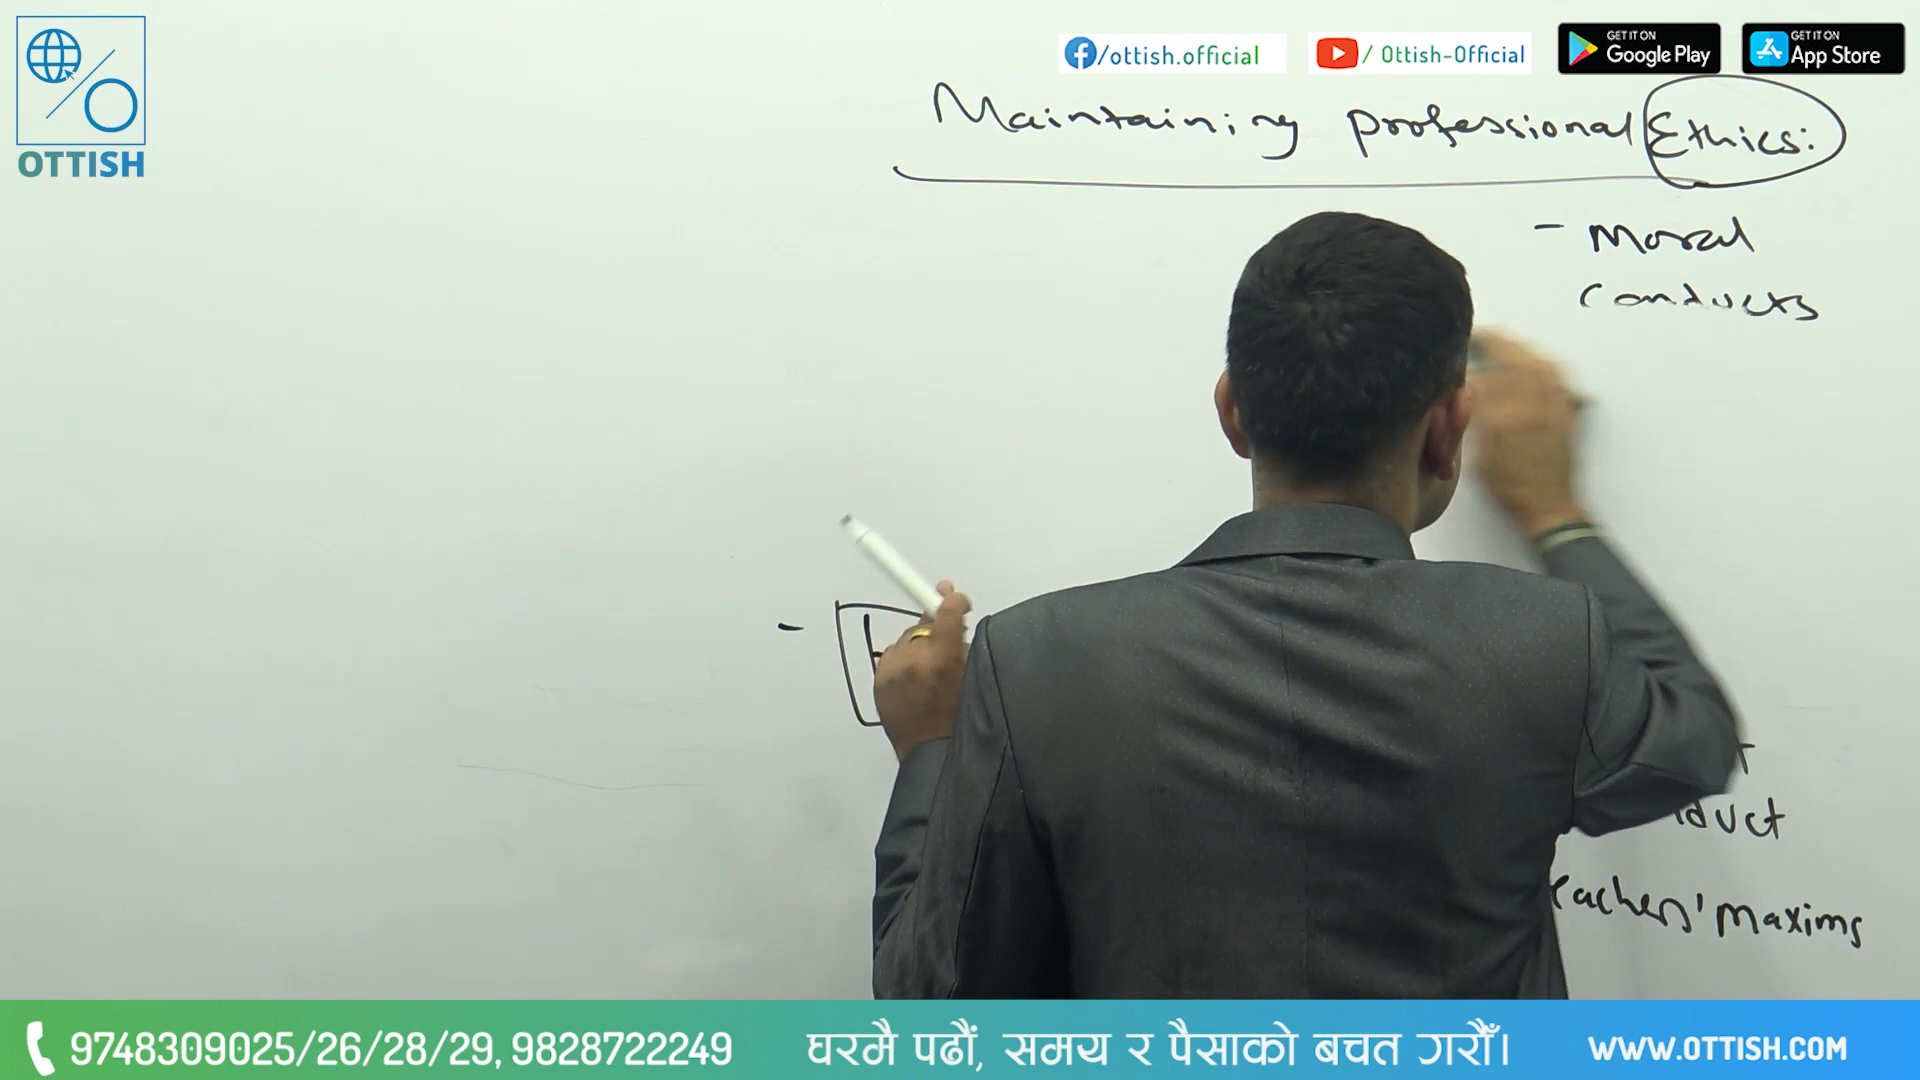 OTTISH
/ottish.official
/ Ottish-Official
GET IT ON
Google Play
GET IT ON
App Store
Maintaining professional Ethics:
- Moral
conducts
-
duct
eachers' Maxims
9748309025/26/28/29, 9828722249
घरमै पढौं, समय र पैसाको बचत गरौँ।
WWW.OTTISH.COM